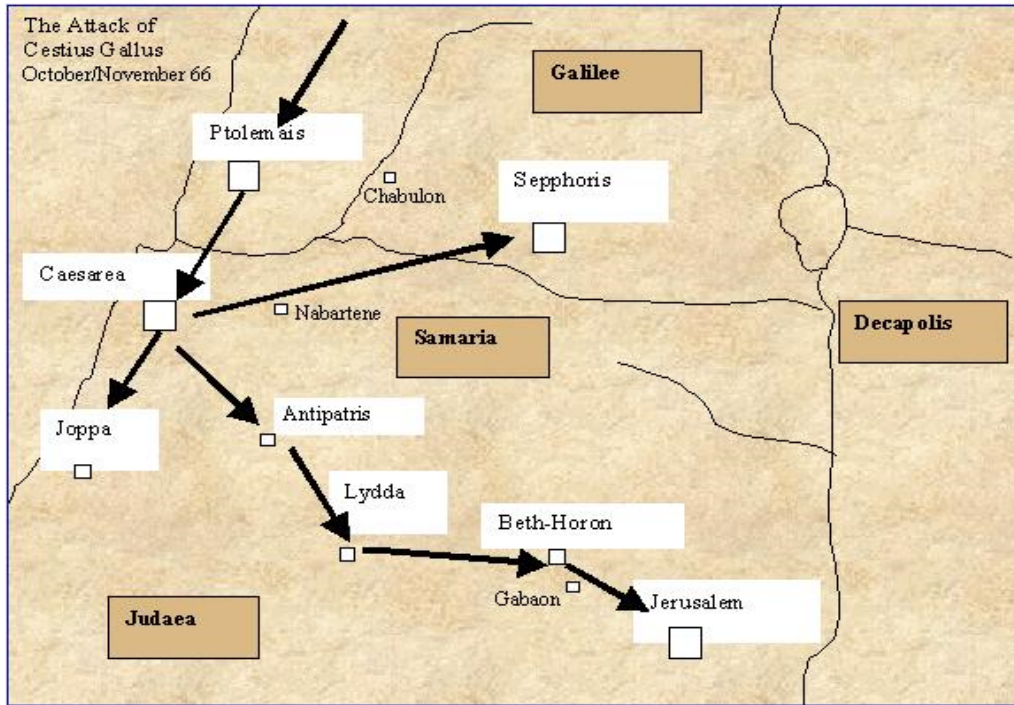 The Attack of
Cestius Gallus
October/November 66
Galilee
Ptolemais
Chabulon
Sepphoris
Caesarea
Nabartene
Samaria
Decapolis
Joppa
Antipatris
Lydda
Beth-Horon
Gabaon
Jerusalem
Judaea